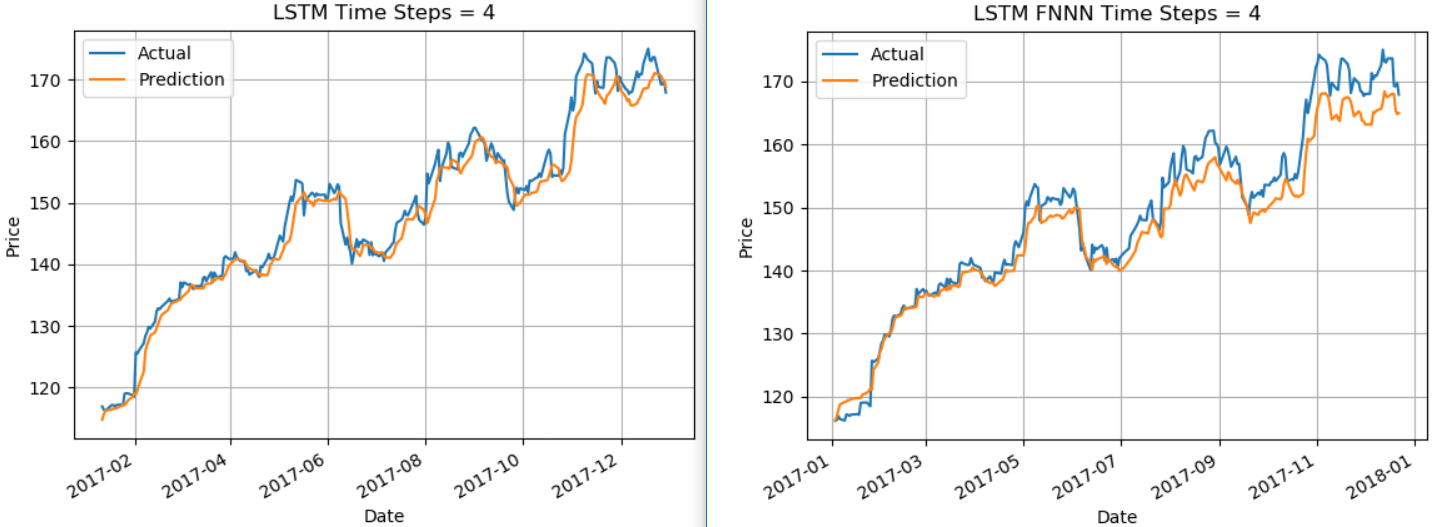 LSTM Time Steps = 4
Actual
Prediction
Price
170
160
150
140
130
120
2017-02
2017-04
2017-06
2017-08
2017-10
2017-12
Date
LSTM FNNN Time Steps = 4
Actual
Prediction
Price
170
160
150
140
130
120
2017-01
2017-03
2017-05
2017-07
2017-09
2017-11
2018-01
Date